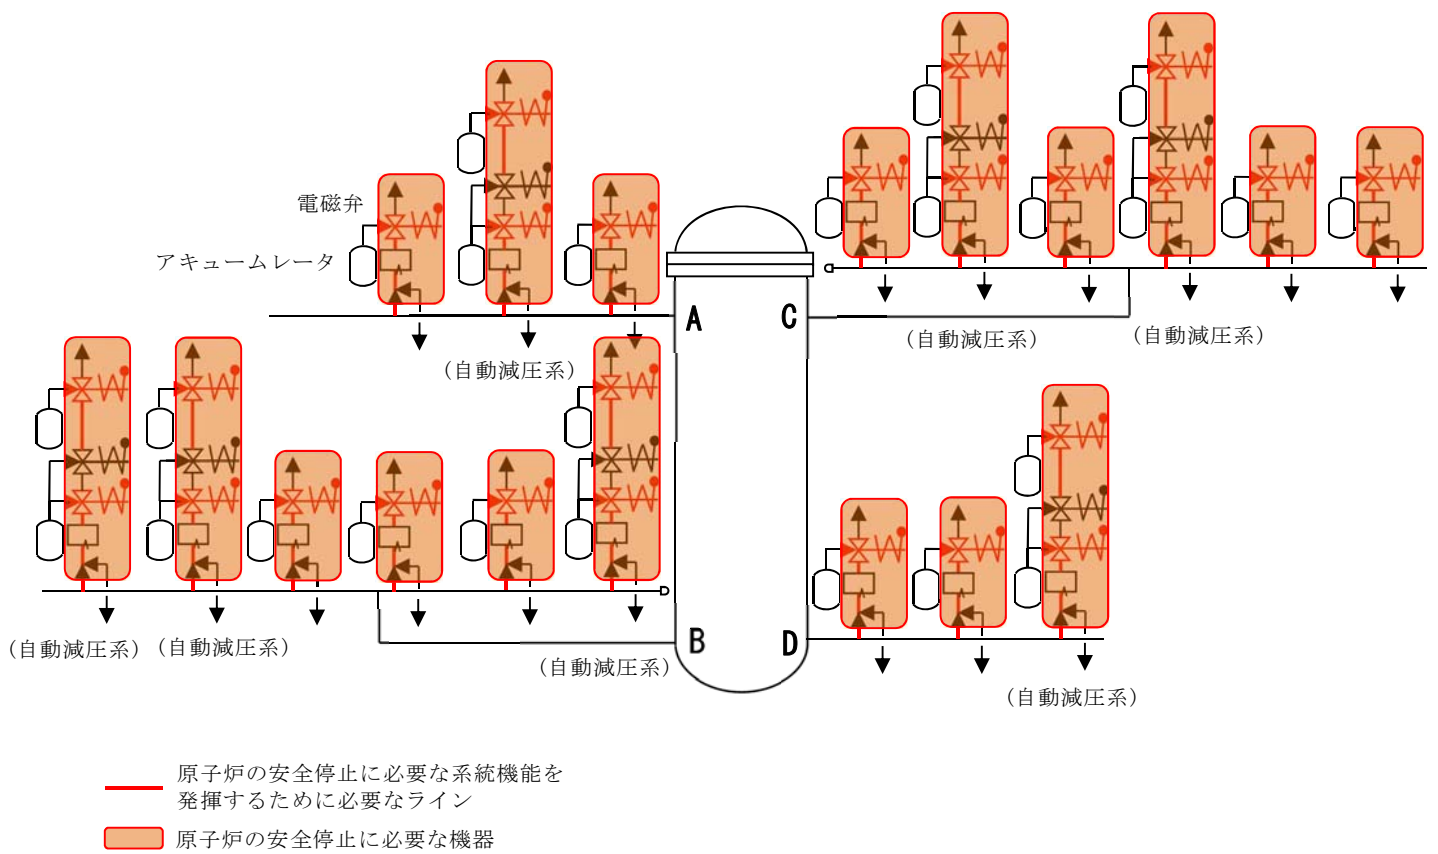 電磁弁
アキュームレータ
A
C
(自動減圧系)
(自動減圧系)
(自動減圧系)
B
D
(自動減圧系)
(自動減圧系)
(自動減圧系)
(自動減圧系)
原子炉の安全停止に必要な系統機能を
発揮するために必要なライン
原子炉の安全停止に必要な機器